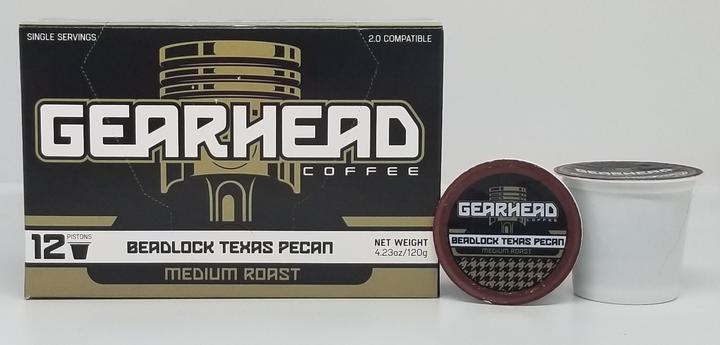 SINGLE SERVINGS
2.0 COMPATIBLE
GEARHEAD
COFFEE
12 PISTONS
BEADLOCK TEXAS PECAN
NET WEIGHT
4.23oz/120g
MEDIUM ROAST
GEARHEAD
COFFEE
BEADLOCK TEXAS PECAN
MEDIUM ROAST
GEARHEAD